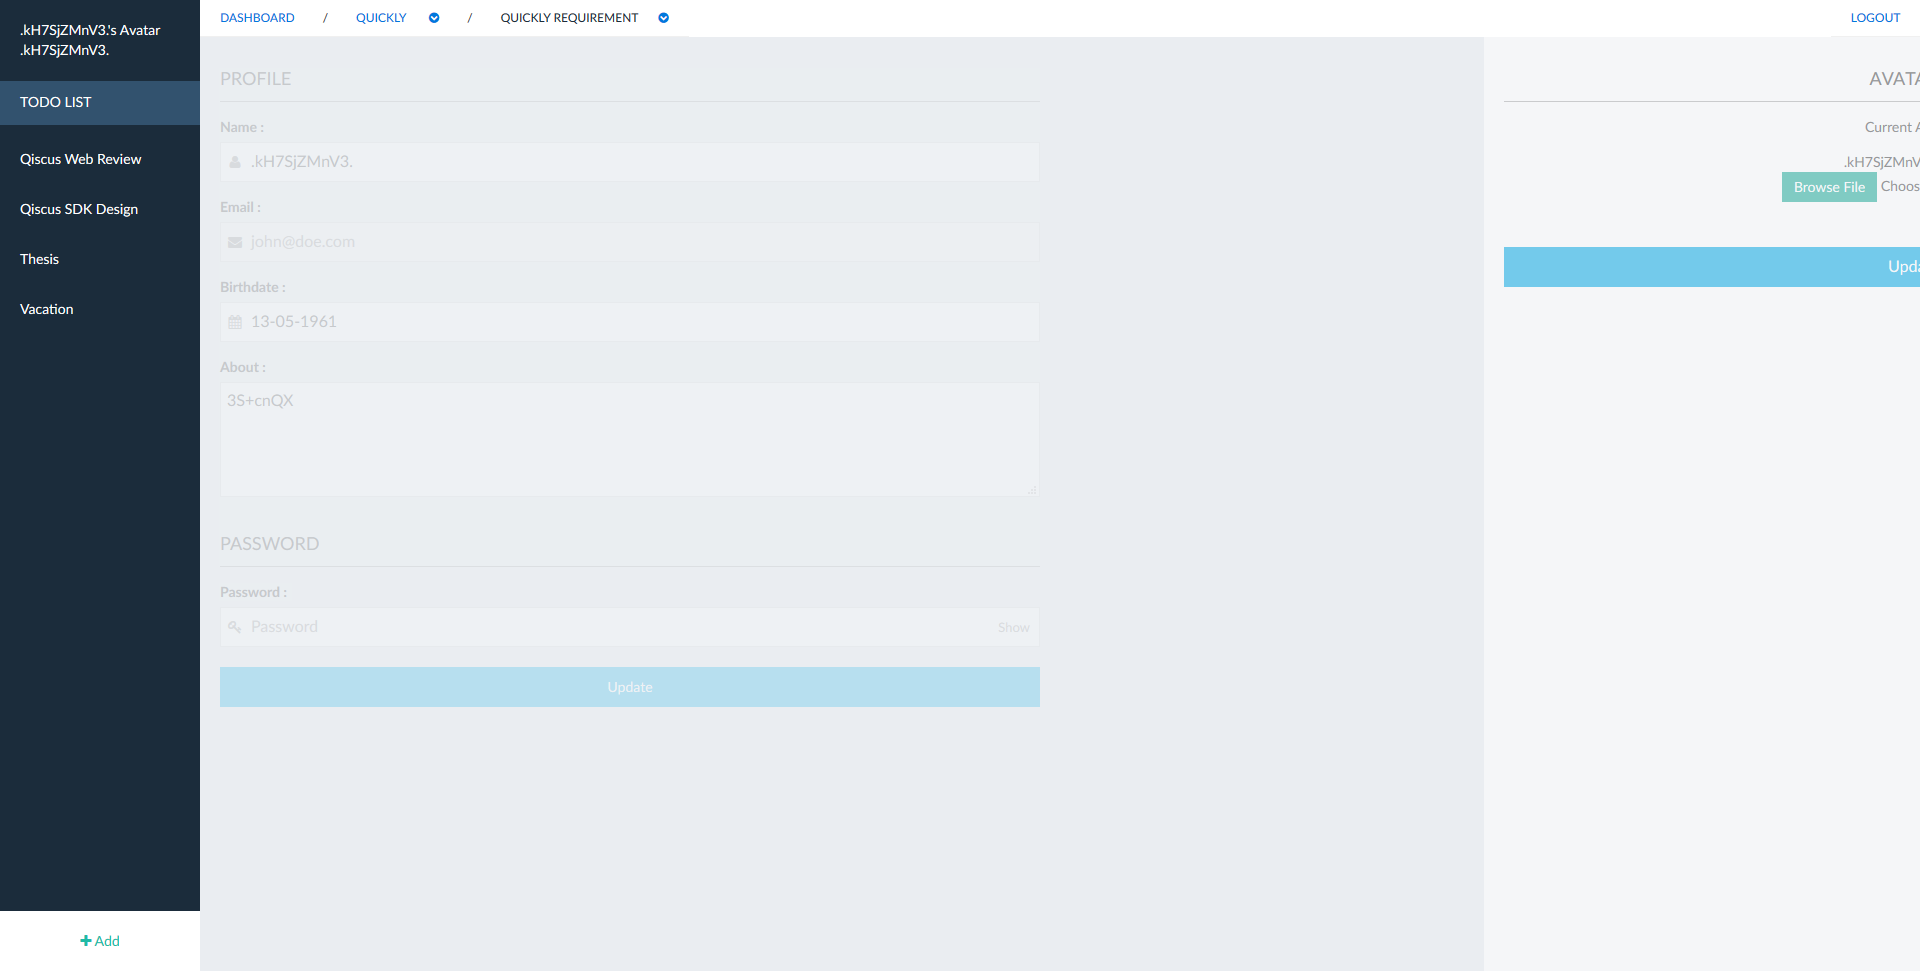 .kH7SjZMnV3.'s Avatar
.kH7SjZMnV3.
TODO LIST
Qiscus Web Review
Qiscus SDK Design
Thesis
Vacation
Add
DASHBOARD / QUICKLY / QUICKLY REQUIREMENT
LOGOUT
PROFILE
Name :
.kH7SjZMnV3.
Email :
john@doe.com
Birthdate :
13-05-1961
About :
3S+cnQX
PASSWORD
Password :
Password Show
Update
AVATA
Current A
.kH7SjZMnV
Browse File Choos
Upda